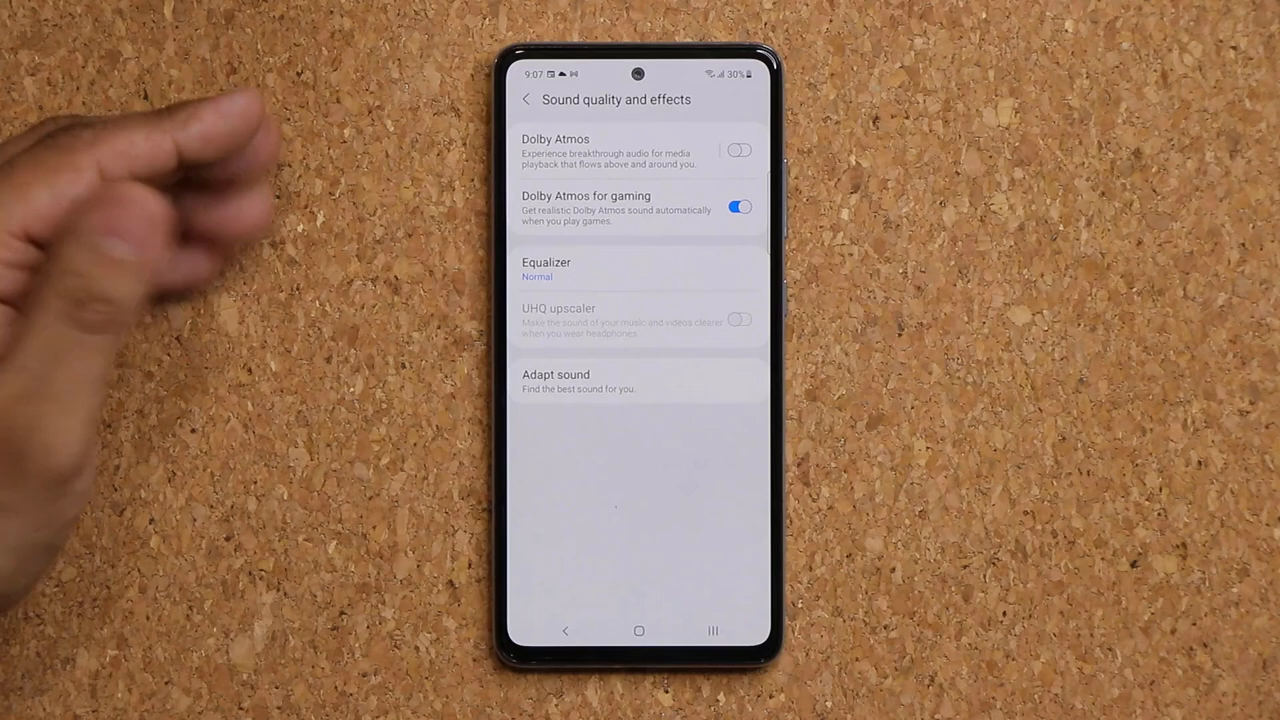 9:07
30%
Sound quality and effects
Dolby Atmos
Experience breakthrough audio for media
playback that flows above and around you.
Dolby Atmos for gaming
Get realistic Dolby Atmos sound automatically
when you play games.
Equalizer
Normal
UHQ upscaler
Make the sound of your music and videos clearer
when you wear headphones.
Adapt sound
Find the best sound for you.